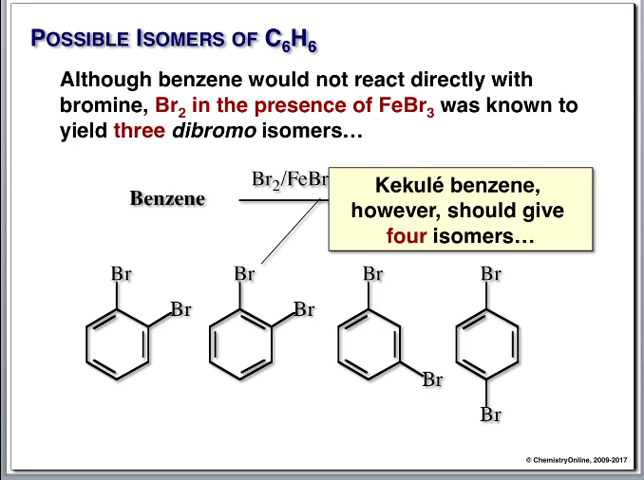 POSSIBLE ISOMERS OF C6H6
Although benzene would not react directly with
bromine, Br2 in the presence of FeBr3 was known to
yield three dibromo isomers…
Br2/FeBr
Benzene
Kekulé benzene,
however, should give
four isomers…
Br Br Br Br
Br Br
Br
Br
© ChemistryOnline, 2009-2017